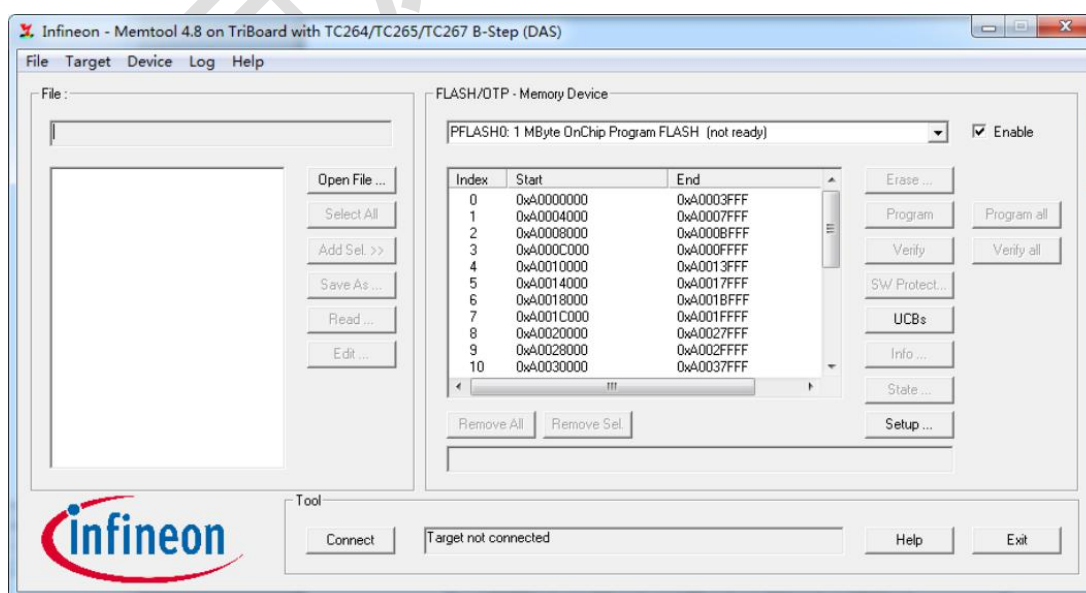 Infineon - Memtool 4.8 on TriBoard with TC264/TC265/TC267 B-Step (DAS)
File Target Device Log Help
File :
Open File ...
Select All
Add Sel. >>
Save As ...
Read ...
Edit ...
FLASH/OTP - Memory Device
PFLASH0: 1 MByte OnChip Program FLASH (not ready)
Enable
Index Start End
0 0xA0000000 0xA0003FFF
1 0xA0004000 0xA0007FFF
2 0xA0008000 0xA000BFFF
3 0xA000C000 0xA000FFFF
4 0xA0010000 0xA0013FFF
5 0xA0014000 0xA0017FFF
6 0xA0018000 0xA001BFFF
7 0xA001C000 0xA001FFFF
8 0xA0020000 0xA0027FFF
9 0xA0028000 0xA002FFFF
10 0xA0030000 0xA0037FFF
Remove All Remove Sel.
Erase ...
Program Program all
Verify Verify all
SW Protect...
UCBs
Info ...
State ...
Setup ...
infineon
Tool
Connect Target not connected Help Exit